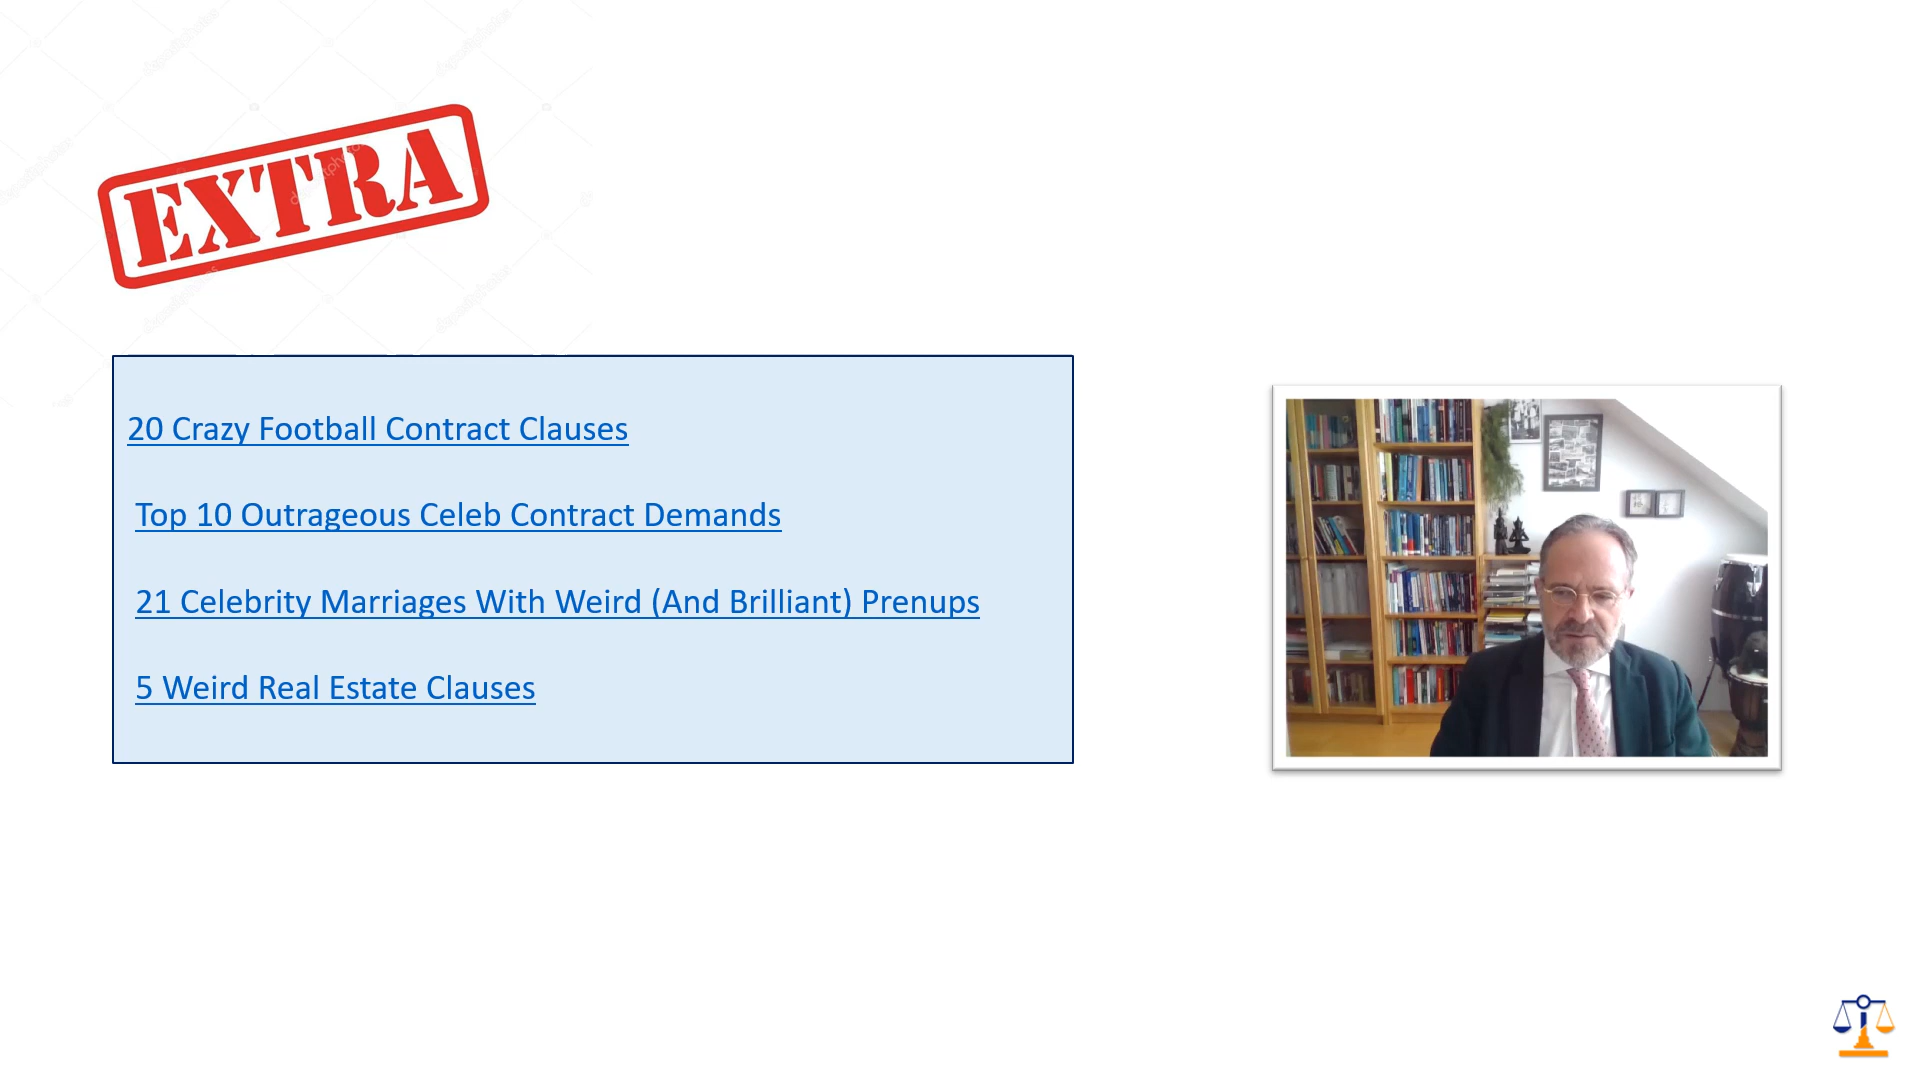 EXTRA
20 Crazy Football Contract Clauses
Top 10 Outrageous Celeb Contract Demands
21 Celebrity Marriages With Weird (And Brilliant) Prenups
5 Weird Real Estate Clauses